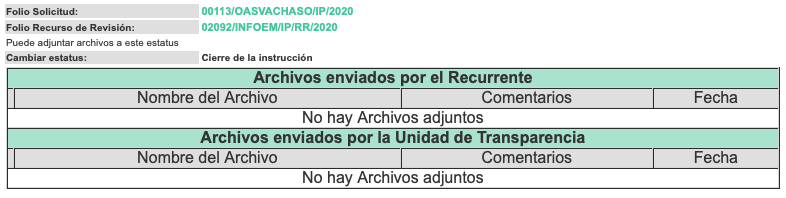 Folio Solicitud: 00113/OASVACHASO/IP/2020
Folio Recurso de Revisión: 02092/INFOEM/IP/RR/2020
Puede adjuntar archivos a este estatus
Cambiar estatus: Cierre de la instrucción
Archivos enviados por el Recurrente
Nombre del Archivo Comentarios Fecha
No hay Archivos adjuntos
Archivos enviados por la Unidad de Transparencia
Nombre del Archivo Comentarios Fecha
No hay Archivos adjuntos